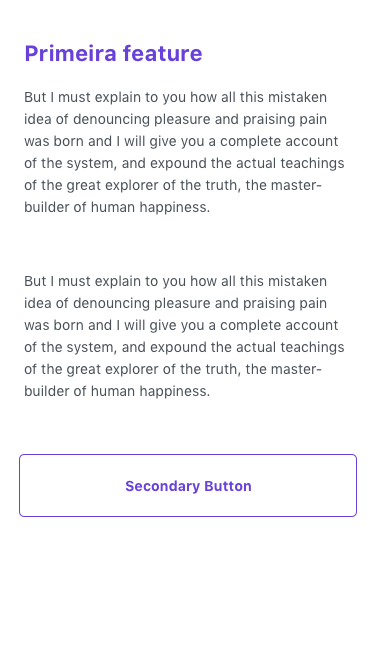 Primeira feature
But I must explain to you how all this mistaken
idea of denouncing pleasure and praising pain
was born and I will give you a complete account
of the system, and expound the actual teachings
of the great explorer of the truth, the master-
builder of human happiness.
But I must explain to you how all this mistaken
idea of denouncing pleasure and praising pain
was born and I will give you a complete account
of the system, and expound the actual teachings
of the great explorer of the truth, the master-
builder of human happiness.
Secondary Button